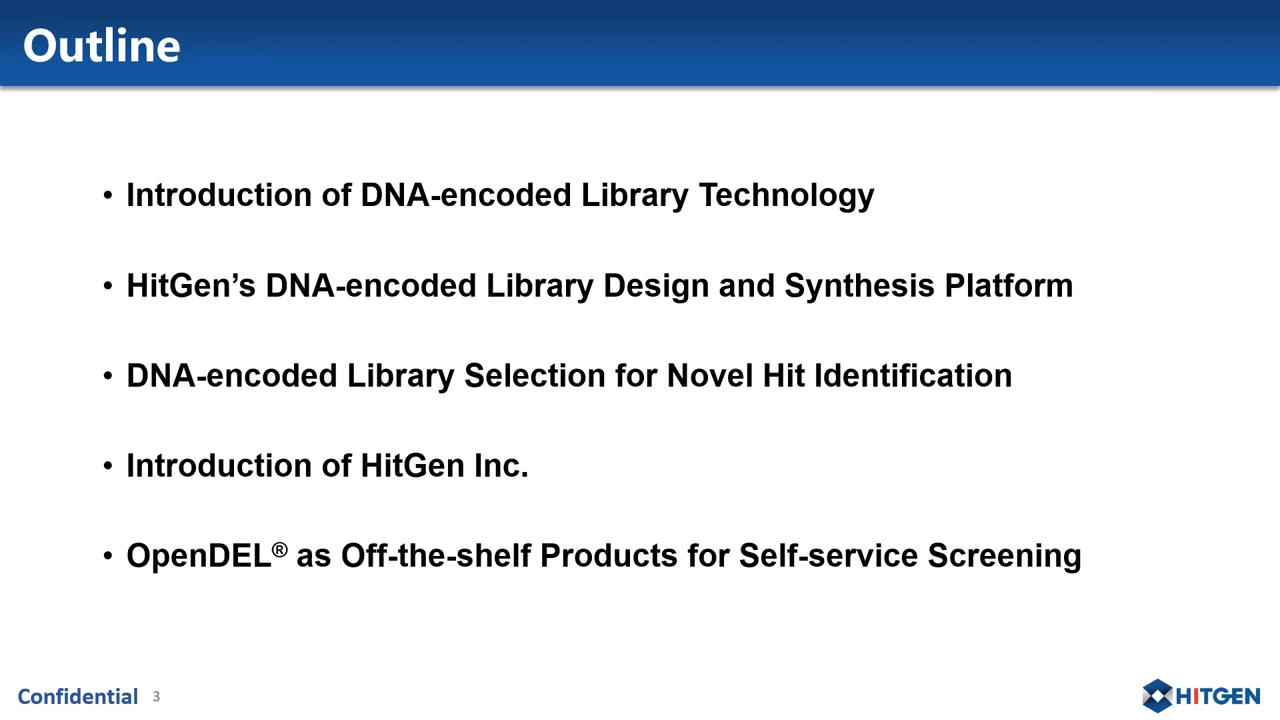 Outline
• Introduction of DNA-encoded Library Technology
• HitGen’s DNA-encoded Library Design and Synthesis Platform
• DNA-encoded Library Selection for Novel Hit Identification
• Introduction of HitGen Inc.
• OpenDEL® as Off-the-shelf Products for Self-service Screening
Confidential 3
HITGEN